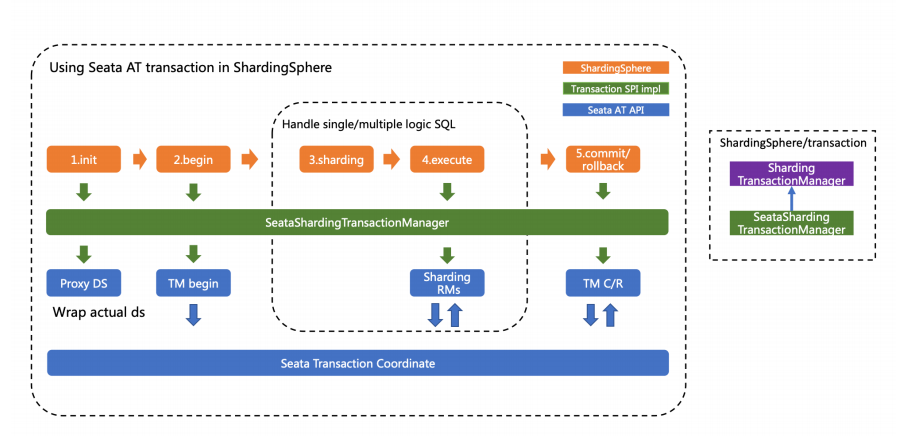 Using Seata AT transaction in ShardingSphere
ShardingSphere
Transaction SPI impl
Seata AT API
Handle single/multiple logic SQL
1.init
2.begin
3.sharding
4.execute
5.commit/
rollback
SeataShardingTransactionManager
Proxy DS
TM begin
Sharding
RMs
TM C/R
Wrap actual ds
Seata Transaction Coordinate
ShardingSphere/transaction
Sharding
TransactionManager
SeataSharding
TransactionManager